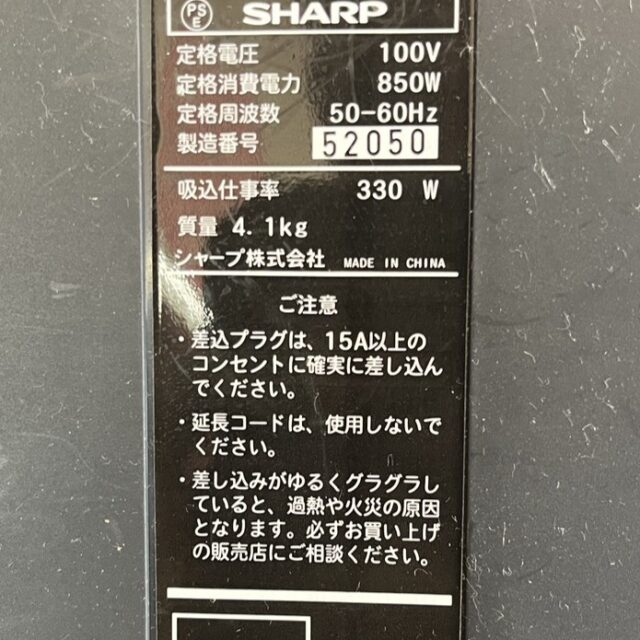 PSE SHARP
定格電圧 100V
定格消費電力 850W
定格周波数 50-60Hz
製造番号 52050
吸込仕事率 330 W
質量 4.1kg
シャープ株式会社 MADE IN CHINA
ご注意
・差込プラグは、15A以上の
コンセントに確実に差し込ん
でください。
・延長コードは、使用しないで
ください。
・差し込みがゆるくグラグラし
ていると、過熱や火災の原因
となります。必ずお買い上げ
の販売店にご相談ください。